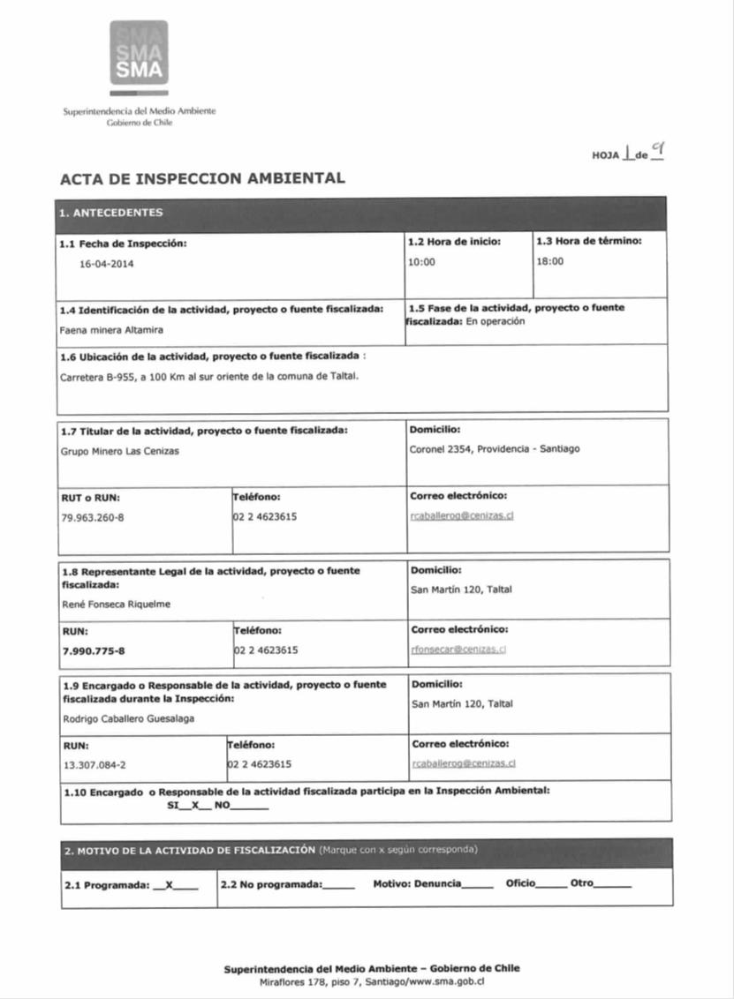 SMA
SMA
SMA
Superintendencia del Medio Ambiente
Gobierno de Chile
HOJA 1 de 9
ACTA DE INSPECCION AMBIENTAL
1. ANTECEDENTES
1.1 Fecha de Inspección:
16-04-2014
1.2 Hora de inicio:
10:00
1.3 Hora de término:
18:00
1.4 Identificación de la actividad, proyecto o fuente fiscalizada:
Faena minera Altamira
1.5 Fase de la actividad, proyecto o fuente
fiscalizada: En operación
1.6 Ubicación de la actividad, proyecto o fuente fiscalizada :
Carretera B-955, a 100 Km al sur oriente de la comuna de Taltal.
1.7 Titular de la actividad, proyecto o fuente fiscalizada:
Grupo Minero Las Cenizas
Domicilio:
Coronel 2354, Providencia - Santiago
RUT o RUN:
79.963.260-8
Teléfono:
02 2 4623615
Correo electrónico:
rcaballerog@cenizas.cl
1.8 Representante Legal de la actividad, proyecto o fuente
fiscalizada:
René Fonseca Riquelme
Domicilio:
San Martín 120, Taltal
RUN:
7.990.775-8
Teléfono:
02 2 4623615
Correo electrónico:
rfonsecar@cenizas.cl
1.9 Encargado o Responsable de la actividad, proyecto o fuente
fiscalizada durante la Inspección:
Rodrigo Caballero Guesalaga
Domicilio:
San Martín 120, Taltal
RUN:
13.307.084-2
Teléfono:
02 2 4623615
Correo electrónico:
rcaballerog@cenizas.cl
1.10 Encargado o Responsable de la actividad fiscalizada participa en la Inspección Ambiental:
SI__X__ NO______
2. MOTIVO DE LA ACTIVIDAD DE FISCALIZACIÓN (Marque con x según corresponda)
2.1 Programada: __X____
2.2 No programada:_____ Motivo: Denuncia_____ Oficio_____ Otro______
Superintendencia del Medio Ambiente – Gobierno de Chile
Miraflores 178, piso 7, Santiago/www.sma.gob.cl